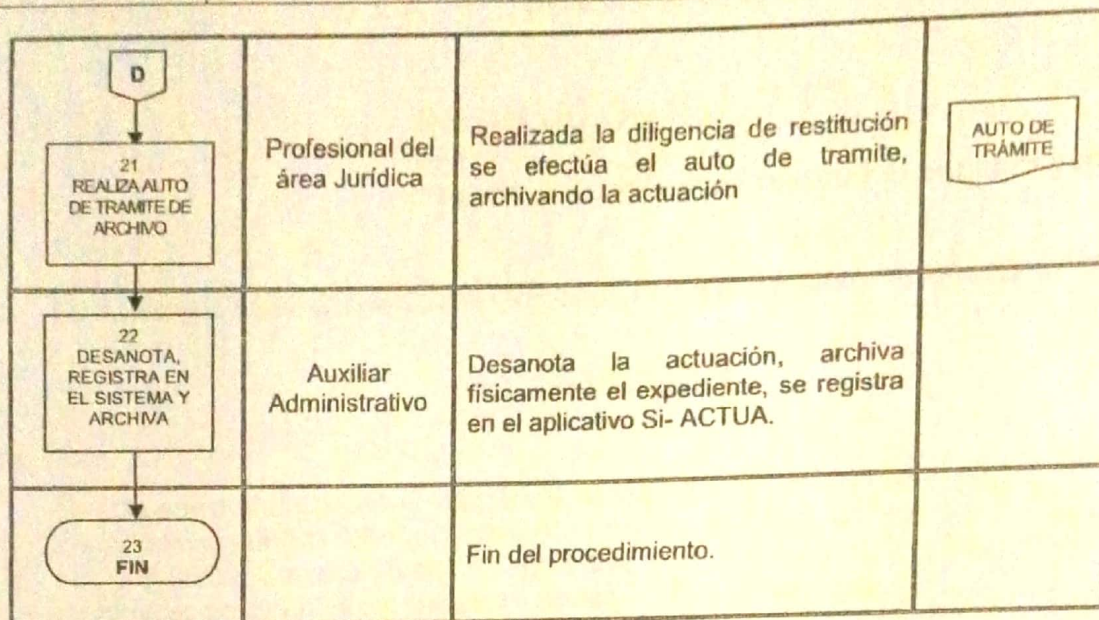 D
21
REALIZA AUTO
DE TRAMITE DE
ARCHIVO
Profesional del
área Jurídica
Realizada la diligencia de restitución
se efectúa el auto de tramite,
archivando la actuación
AUTO DE
TRÁMITE
22
DESANOTA,
REGISTRA EN
EL SISTEMA Y
ARCHIVA
Auxiliar
Administrativo
Desanota la actuación, archiva
físicamente el expediente, se registra
en el aplicativo Si- ACTUA.
23
FIN
Fin del procedimiento.